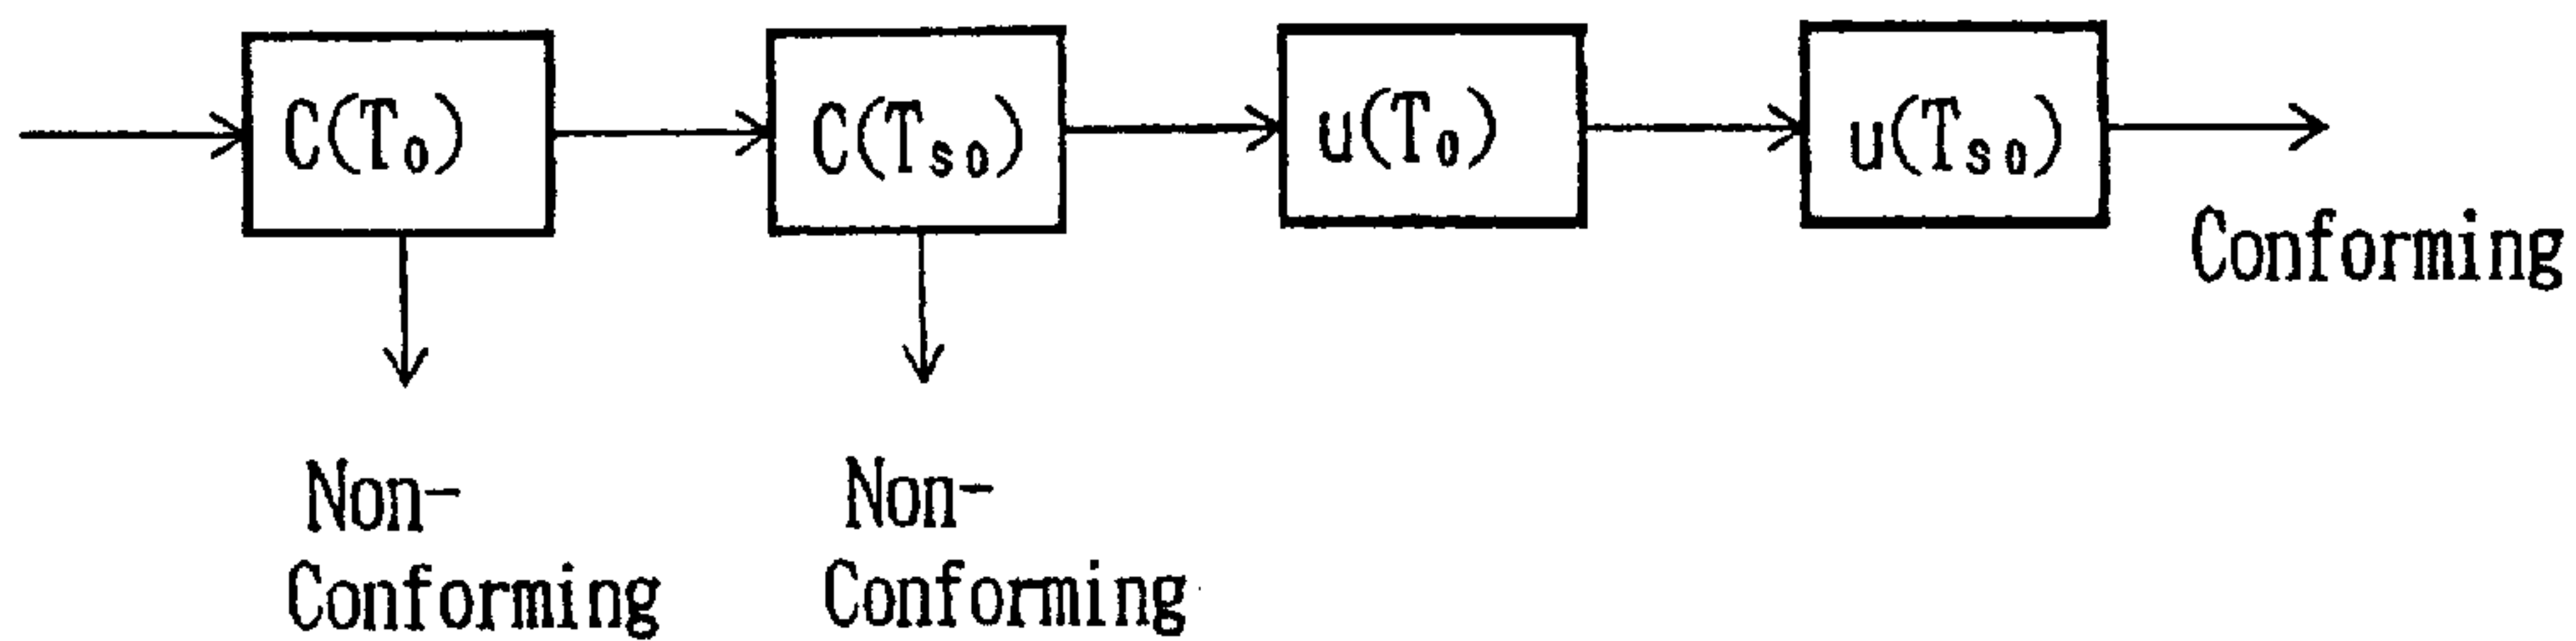 C(T₀)
C(Tₛ₀)
u(T₀)
u(Tₛ₀)
Conforming
Non-
Conforming
Non-
Conforming